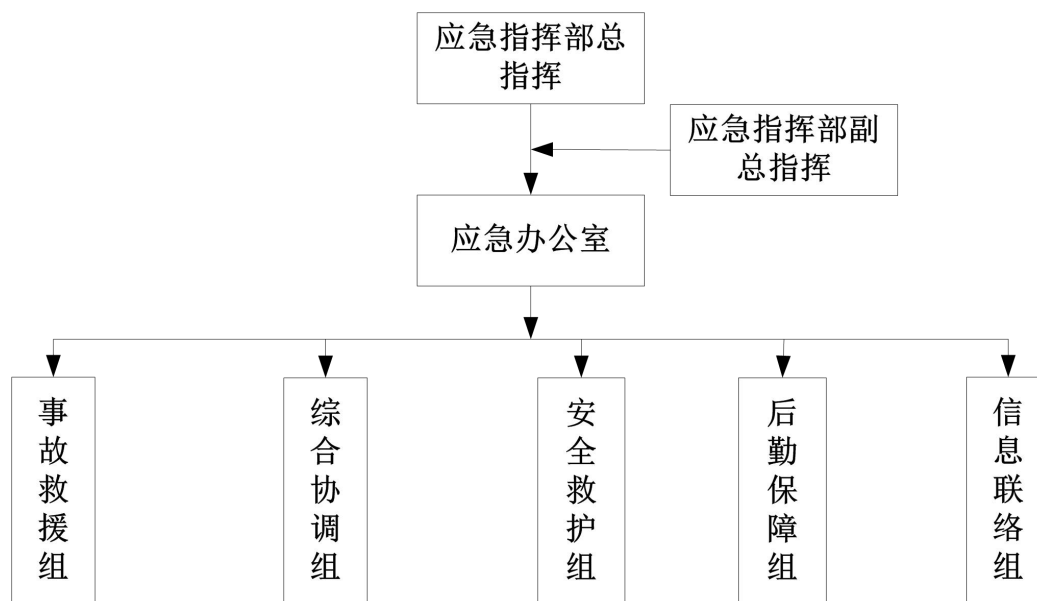 应急指挥部总
指挥
应急指挥部副
总指挥
应急办公室
事故救援组
综合协调组
安全救护组
后勤保障组
信息联络组